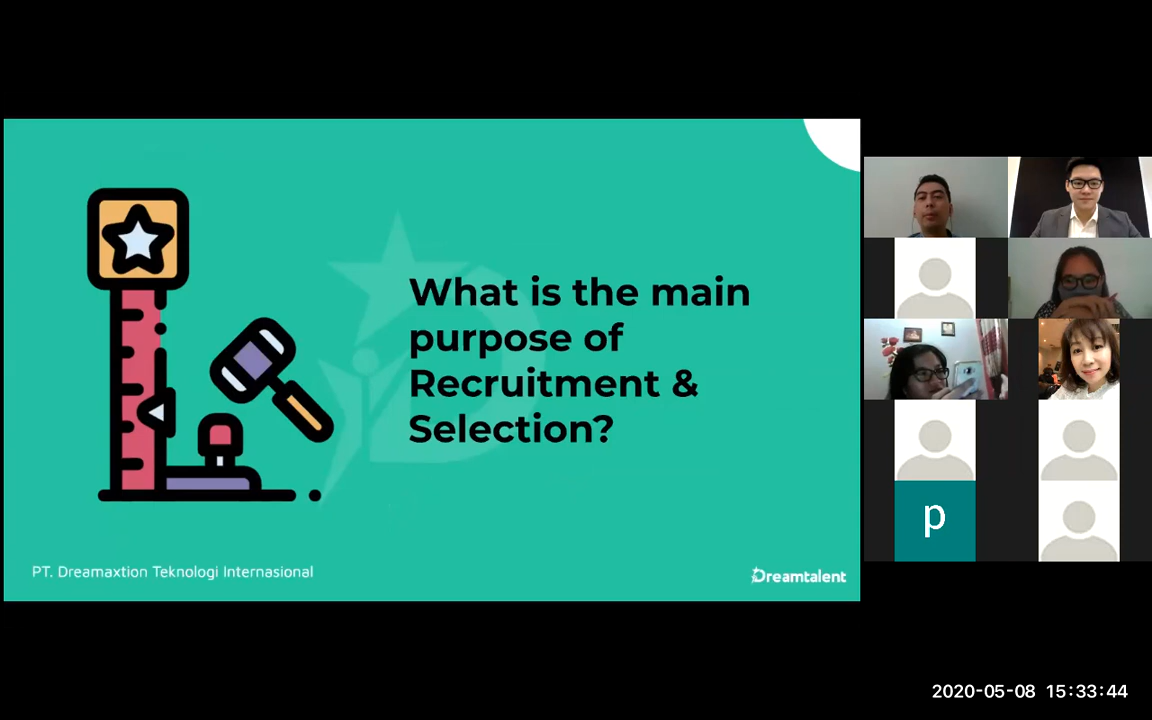 What is the main
purpose of
Recruitment &
Selection?
PT. Dreamaxtion Teknologi Internasional
Dreamtalent
p
2020-05-08 15:33:44